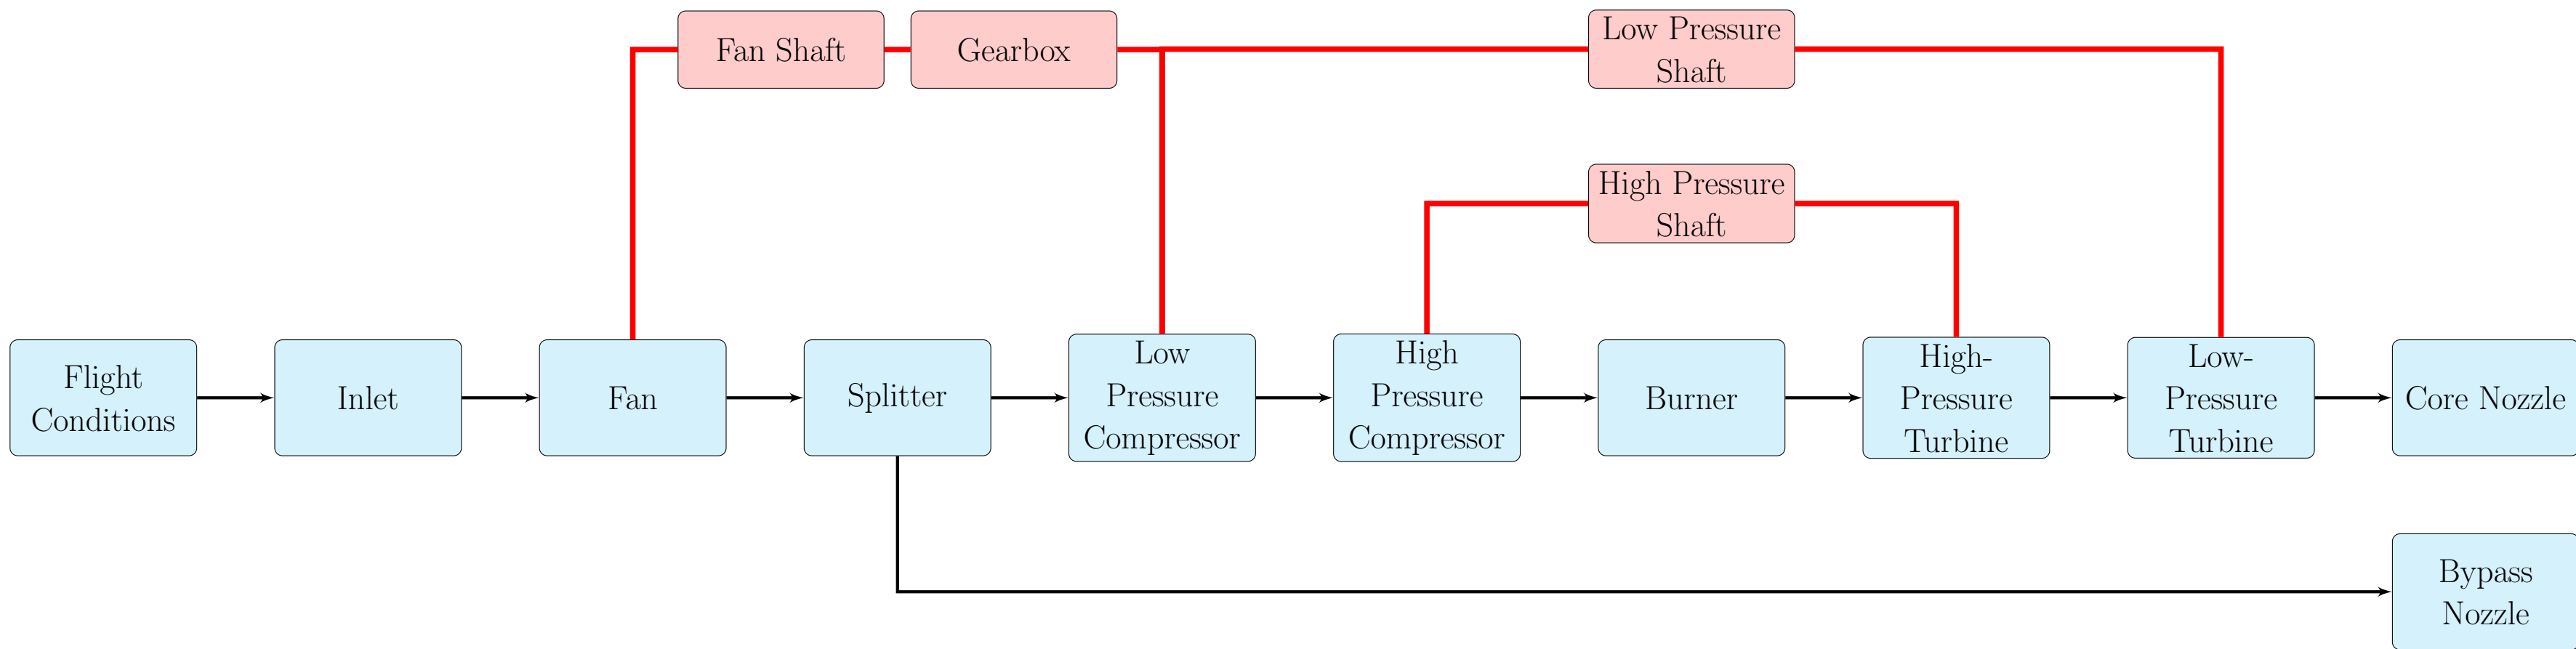 Fan Shaft
Gearbox
Low Pressure
Shaft
High Pressure
Shaft
Flight
Conditions
Inlet
Fan
Splitter
Low
Pressure
Compressor
High
Pressure
Compressor
Burner
High-
Pressure
Turbine
Low-
Pressure
Turbine
Core Nozzle
Bypass
Nozzle